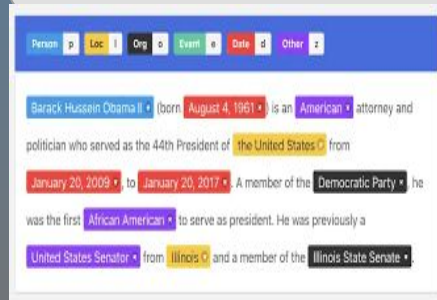 Person p Loc l Org o Event e Date d Other z
Barack Hussein Obama II (born August 4, 1961) is an American attorney and
politician who served as the 44th President of the United States from
January 20, 2009, to January 20, 2017. A member of the Democratic Party, he
was the first African American to serve as president. He was previously a
United States Senator from Illinois and a member of the Illinois State Senate.